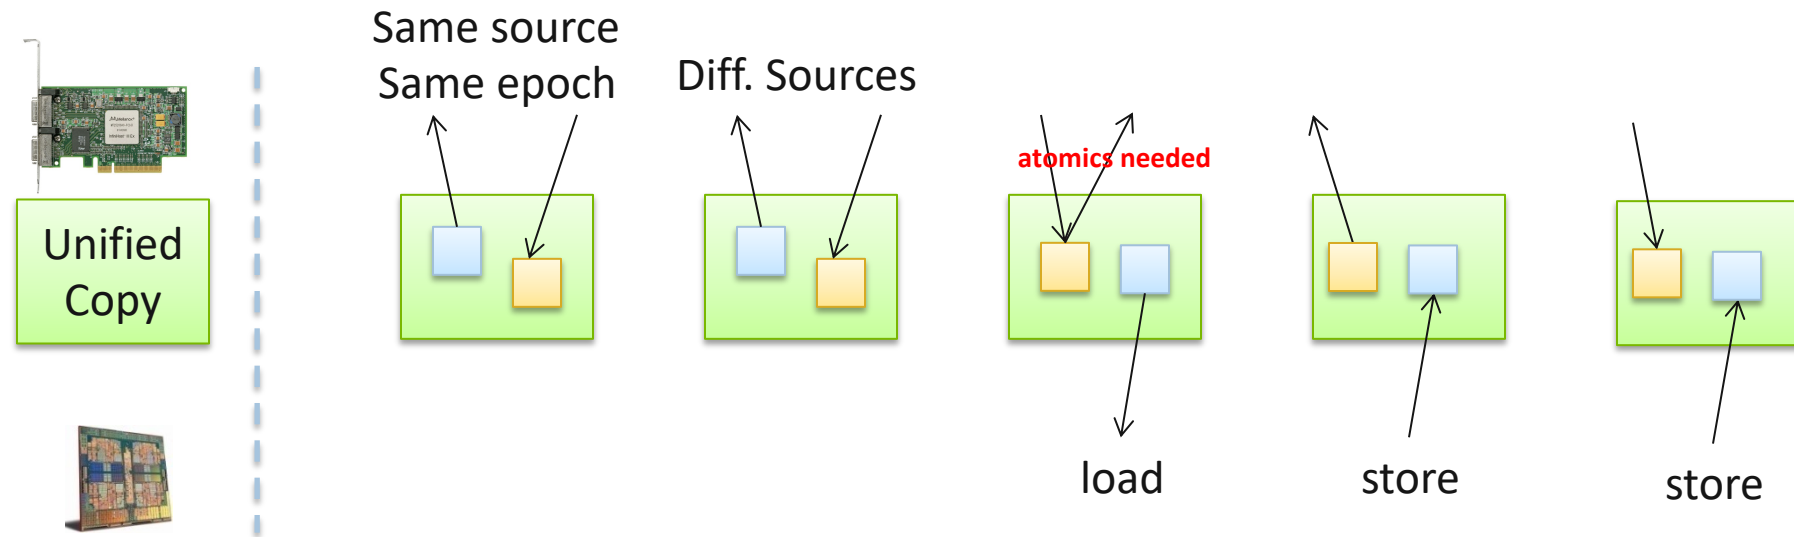 Same source
Same epoch
Diff. Sources
atomics needed
Unified
Copy
load
store
store